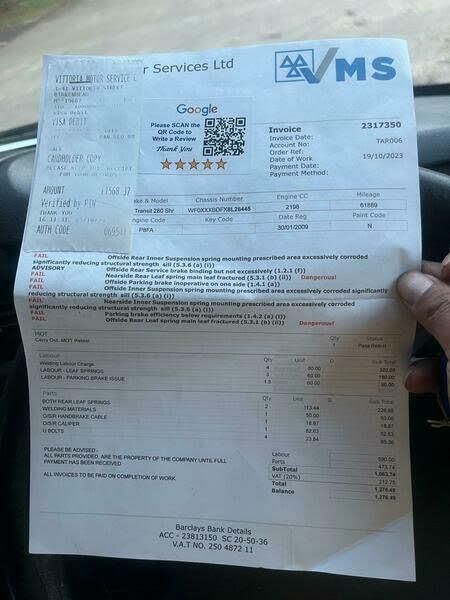 VITTORIA MOTOR SERVICE L
BIRKENHEAD
VISA DEBIT
CARDHOLDER COPY
AMOUNT
Verified by PIN
THANK YOU
AUTH CODE
r Services Ltd
VMS
Google
Please SCAN the
QR Code to
Write a Review
Thank You
Invoice 2317350
Invoice Date: TAR006
Account No:
Order Ref: 19/10/2023
Date of Work
Payment Date:
Payment Method:
ke & Model Chassis Number Engine CC Mileage
Transit 280 Shr 2198 61889
gine Code Key Code Date Reg Paint Code
P8FA 30/01/2009 N
FAIL Offside Rear Inner Suspension spring mounting prescribed area excessively corroded
significantly reducing structural strength sill (5.3.6 (a) (i))
ADVISORY Offside Rear Service brake binding but not excessively (1.2.1 (f))
FAIL Nearside Rear Leaf spring main leaf fractured (5.3.1 (b) (ii)) Dangerous!
FAIL Offside Parking brake inoperative on one side (1.4.1 (a))
FAIL Offside Inner Suspension spring mounting prescribed area excessively corroded significantly
reducing structural strength sill (5.3.6 (a) (i))
FAIL Nearside Inner Suspension spring mounting prescribed area excessively corroded
significantly reducing structural strength sill (5.3.6 (a) (i))
FAIL Parking brake efficiency below requirements (1.4.2 (a) (i))
FAIL Offside Rear Leaf spring main leaf fractured (5.3.1 (b) (ii)) Dangerous!
MOT Qty Status
Carry Out, MOT Retest 1 Pass Retest
Labour Qty Unit D Sub Total
Welding Labour Charge 4 80.00 320.00
LABOUR - LEAF SPRINGS 3 60.00 180.00
LABOUR - PARKING BRAKE ISSUE 1.5 60.00 90.00
Parts Qty Unit D Sub Total
BOTH REAR LEAF SPRINGS 2 113.44 226.88
WELDING MATERIALS 1 50.00 50.00
O/S/R HANDBRAKE CABLE 1 18.87 18.87
O/S/R CALIPER 1 82.63
U BOLTS 4 23.84 95.36
PLEASE BE ADVISED -
ALL PARTS PROVIDED, ARE THE PROPERTY OF THE COMPANY UNTIL FULL
PAYMENT HAS BEEN RECEIVED
ALL INVOICES TO BE PAID ON COMPLETION OF WORK.
Labour 590.00
Parts 473.74
SubTotal 1,063.74
VAT (20%) 212.75
Total 1,276.49
Balance 1,276.49
Barclays Bank Details
ACC - 23813150 SC 20-50-36
V.A.T NO. 250 4872 11